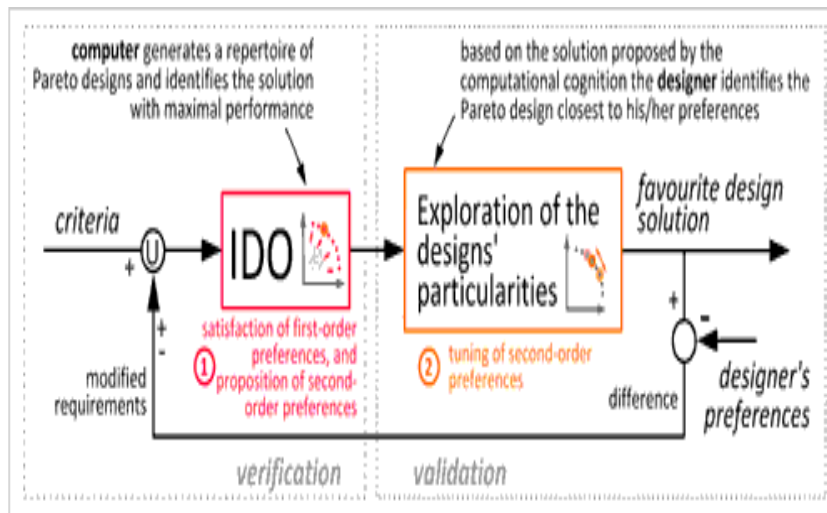 computer generates a repertoire of
Pareto designs and identifies the solution
with maximal performance
based on the solution proposed by the
computational cognition the designer identifies the
Pareto design closest to his/her preferences
criteria
+
U
IDO
Exploration of the
designs'
particularities
favourite design
solution
+
-
+
-
satisfaction of first-order
preferences, and
1
proposition of second-
order preferences
2
tuning of second-order
preferences
modified
requirements
difference
designer's
preferences
verification
validation